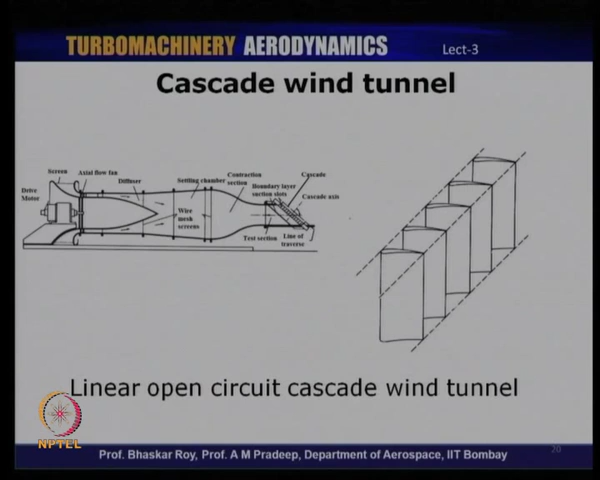 TURBOMACHINERY AERODYNAMICS Lect-3
Cascade wind tunnel
Screen Axial flow fan
Drive
Motor
Diffuser
Settling chamber
Contraction
section
Boundary layer
suction slots
Cascade
Cascade axis
Wire
mesh
screens
Test section
Line of
traverse
Linear open circuit cascade wind tunnel
NPTEL
Prof. Bhaskar Roy, Prof. A M Pradeep, Department of Aerospace, IIT Bombay
20